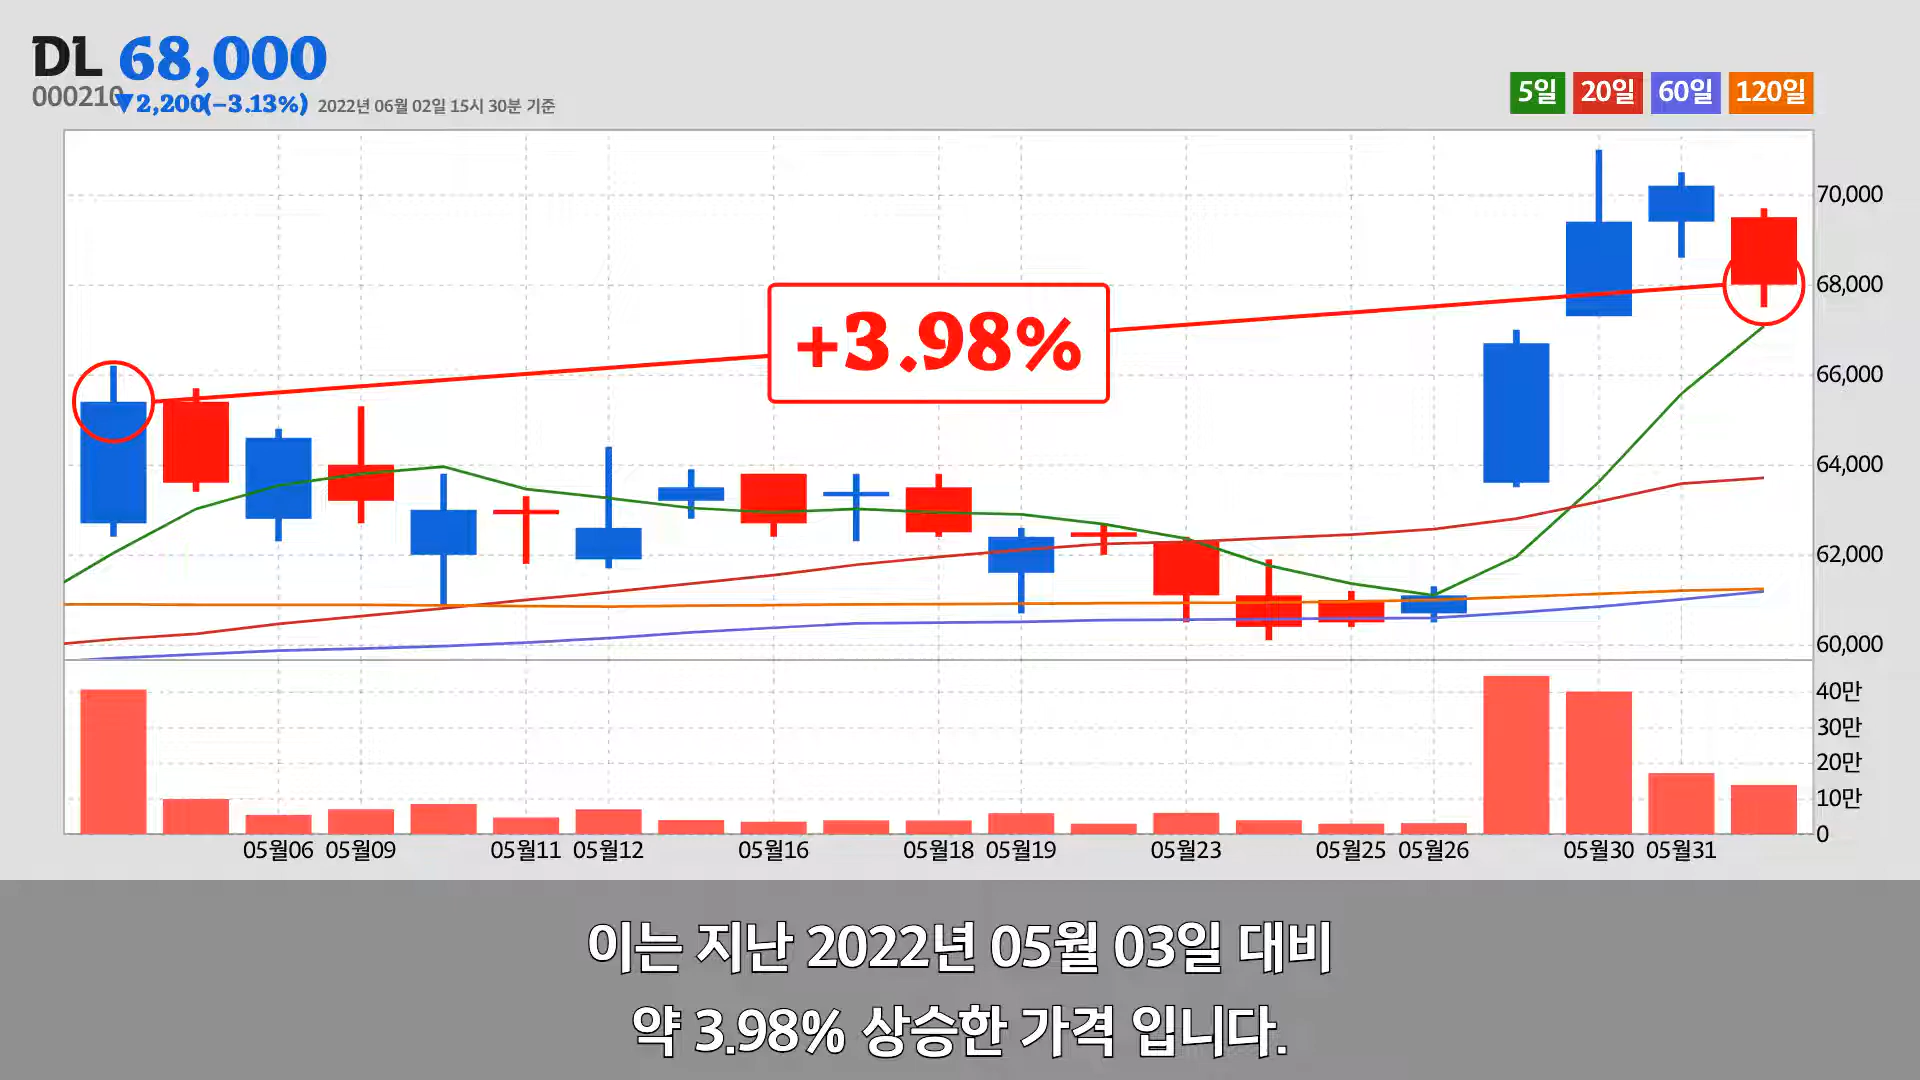 DL 68,000
000210 ▼2,200(-3.13%) 2022년 06월 02일 15시 30분 기준
5일 20일 60일 120일
70,000
68,000
66,000
64,000
62,000
60,000
+3.98%
40만
30만
20만
10만
0
05월06 05월09 05월11 05월12 05월16 05월18 05월19 05월23 05월25 05월26 05월30 05월31
이는 지난 2022년 05월 03일 대비
약 3.98% 상승한 가격 입니다.